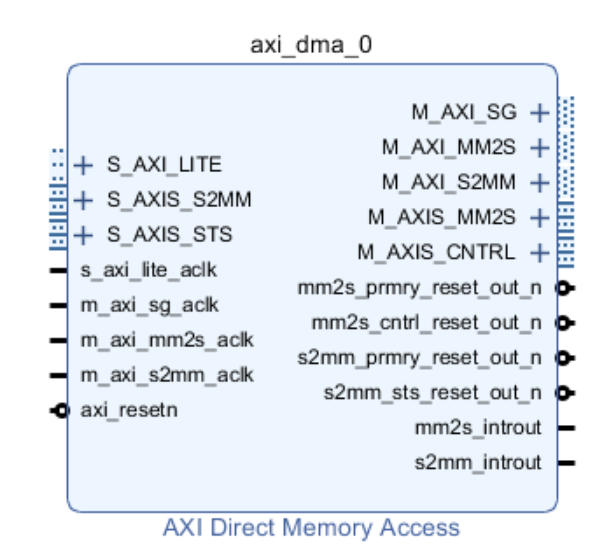 axi_dma_0
S_AXI_LITE
S_AXIS_S2MM
S_AXIS_STS
s_axi_lite_aclk
m_axi_sg_aclk
m_axi_mm2s_aclk
m_axi_s2mm_aclk
axi_resetn
M_AXI_SG
M_AXI_MM2S
M_AXI_S2MM
M_AXIS_MM2S
M_AXIS_CNTRL
mm2s_prmry_reset_out_n
mm2s_cntrl_reset_out_n
s2mm_prmry_reset_out_n
s2mm_sts_reset_out_n
mm2s_introut
s2mm_introut
AXI Direct Memory Access